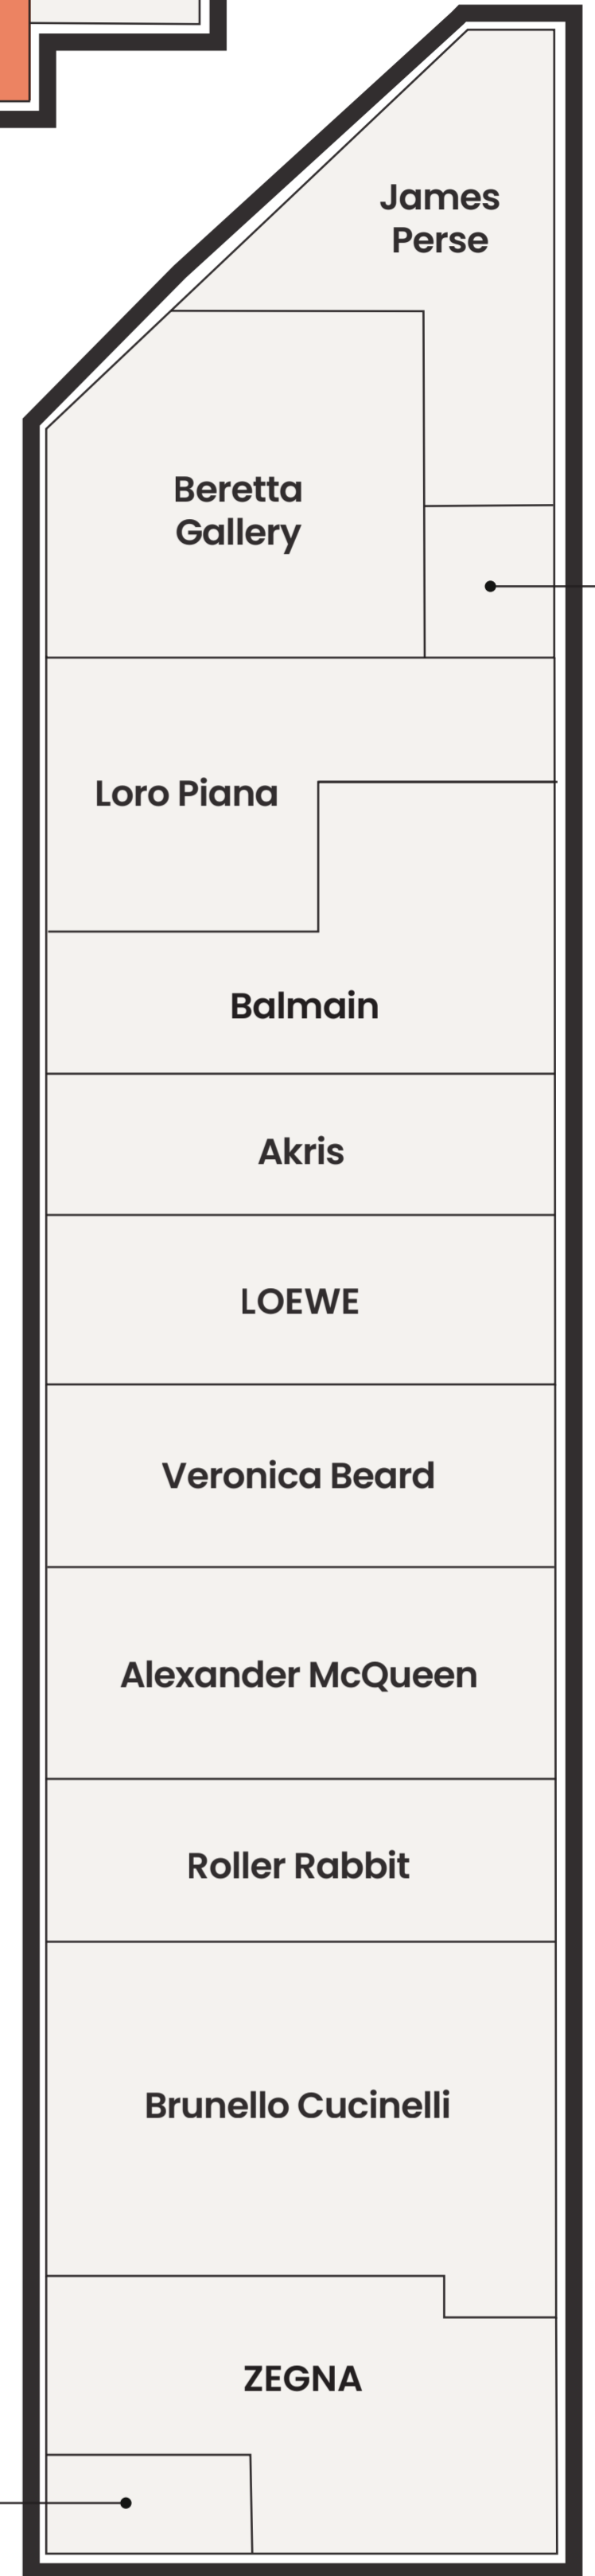 James
Perse
Beretta
Gallery
Loro Piana
Balmain
Akris
LOEWE
Veronica Beard
Alexander McQueen
Roller Rabbit
Brunello Cucinelli
ZEGNA